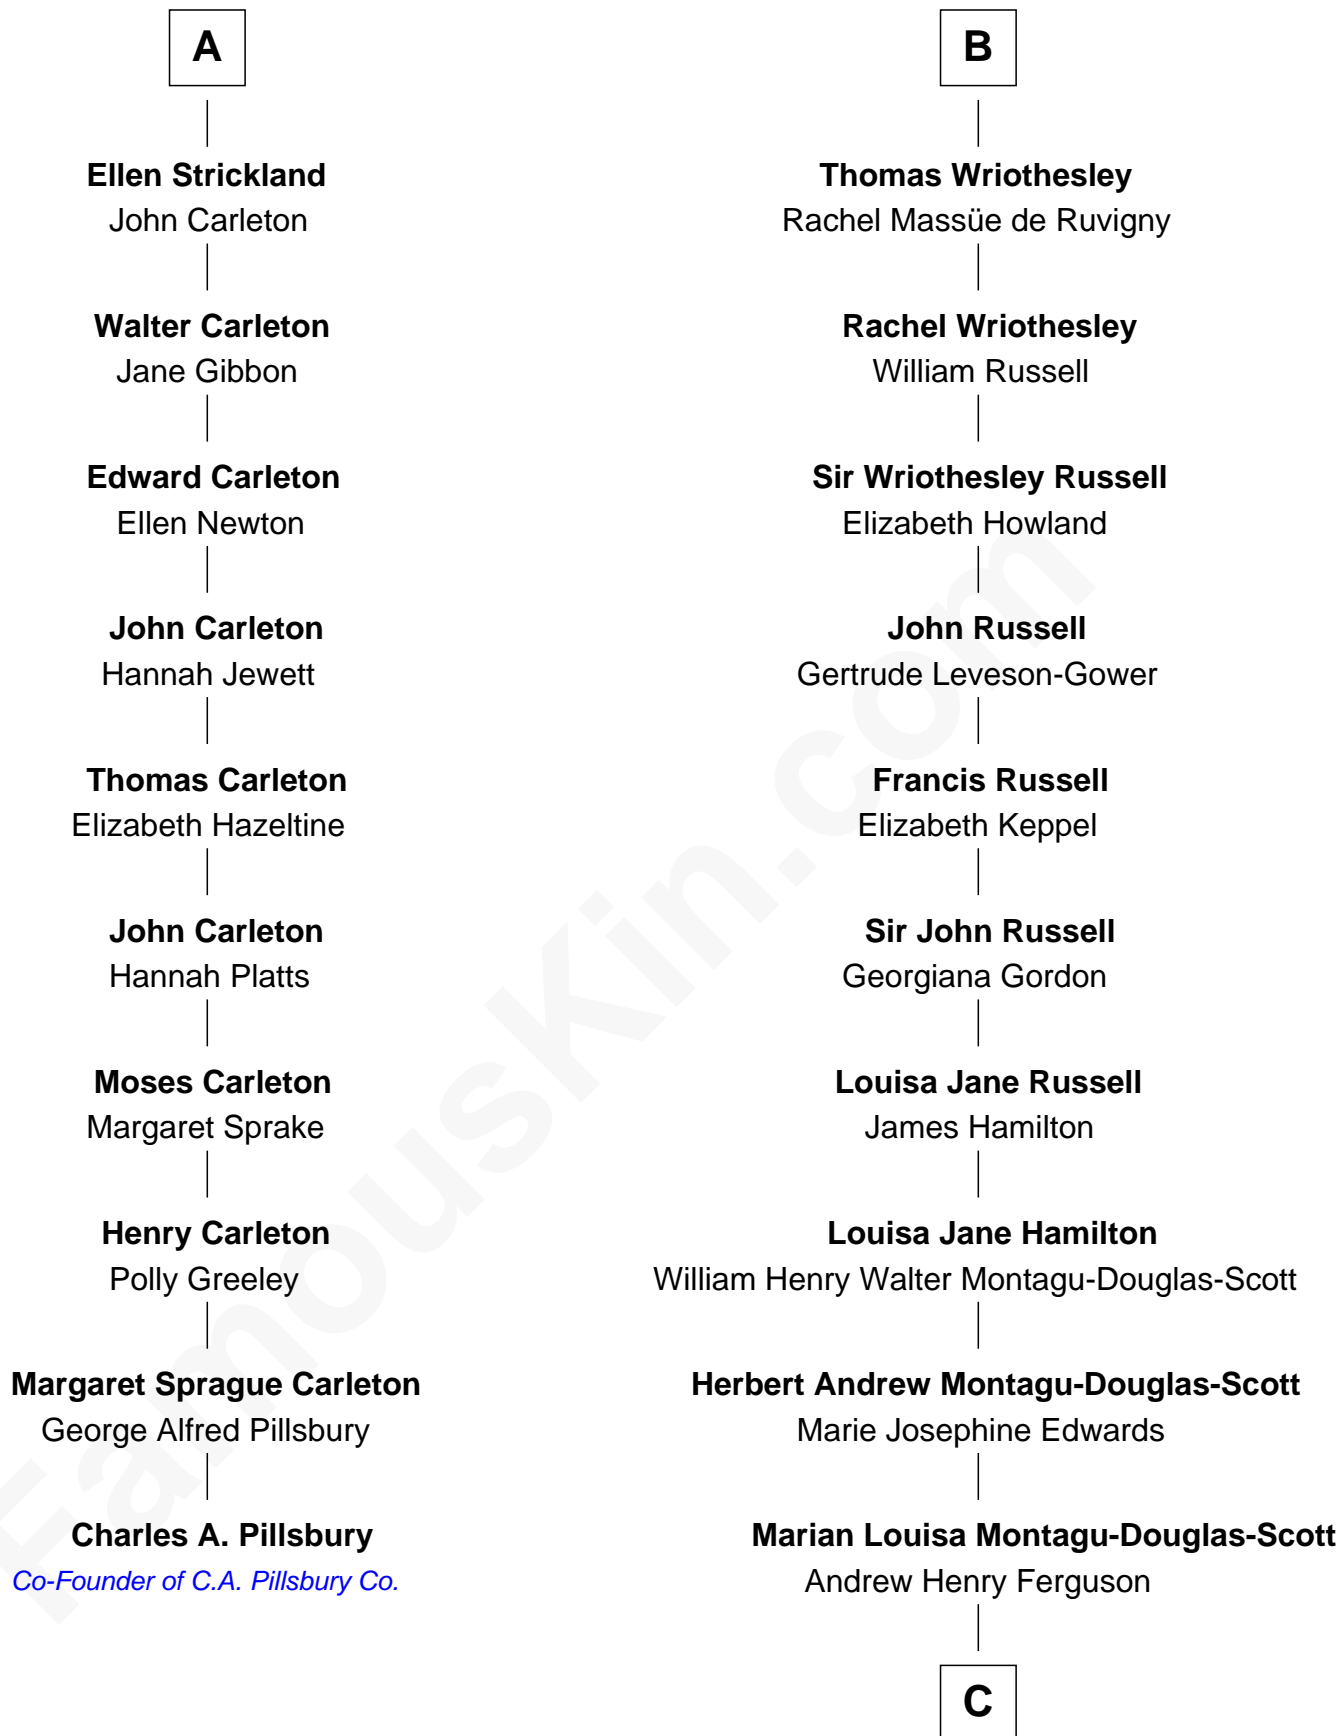 A
Ellen Strickland
John Carleton
Walter Carleton
Jane Gibbon
Edward Carleton
Ellen Newton
John Carleton
Hannah Jewett
Thomas Carleton
Elizabeth Hazeltine
John Carleton
Hannah Platts
Moses Carleton
Margaret Sprake
Henry Carleton
Polly Greeley
Margaret Sprague Carleton
George Alfred Pillsbury
Charles A. Pillsbury
Co-Founder of C.A. Pillsbury Co.
B
Thomas Wriothesley
Rachel Massüe de Ruvigny
Rachel Wriothesley
William Russell
Sir Wriothesley Russell
Elizabeth Howland
John Russell
Gertrude Leveson-Gower
Francis Russell
Elizabeth Keppel
Sir John Russell
Georgiana Gordon
Louisa Jane Russell
James Hamilton
Louisa Jane Hamilton
William Henry Walter Montagu-Douglas-Scott
Herbert Andrew Montagu-Douglas-Scott
Marie Josephine Edwards
Marian Louisa Montagu-Douglas-Scott
Andrew Henry Ferguson
C
FamousKin.com